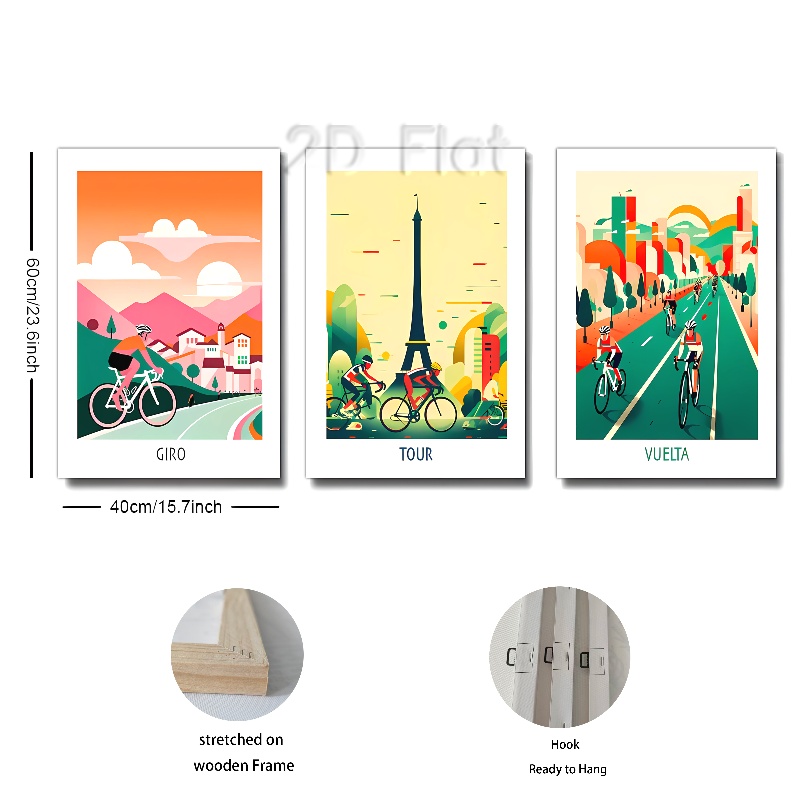 2D Flat
60cm/23.6inch
GIRO
TOUR
VUELTA
40cm/15.7inch
stretched on
wooden Frame
Hook
Ready to Hang